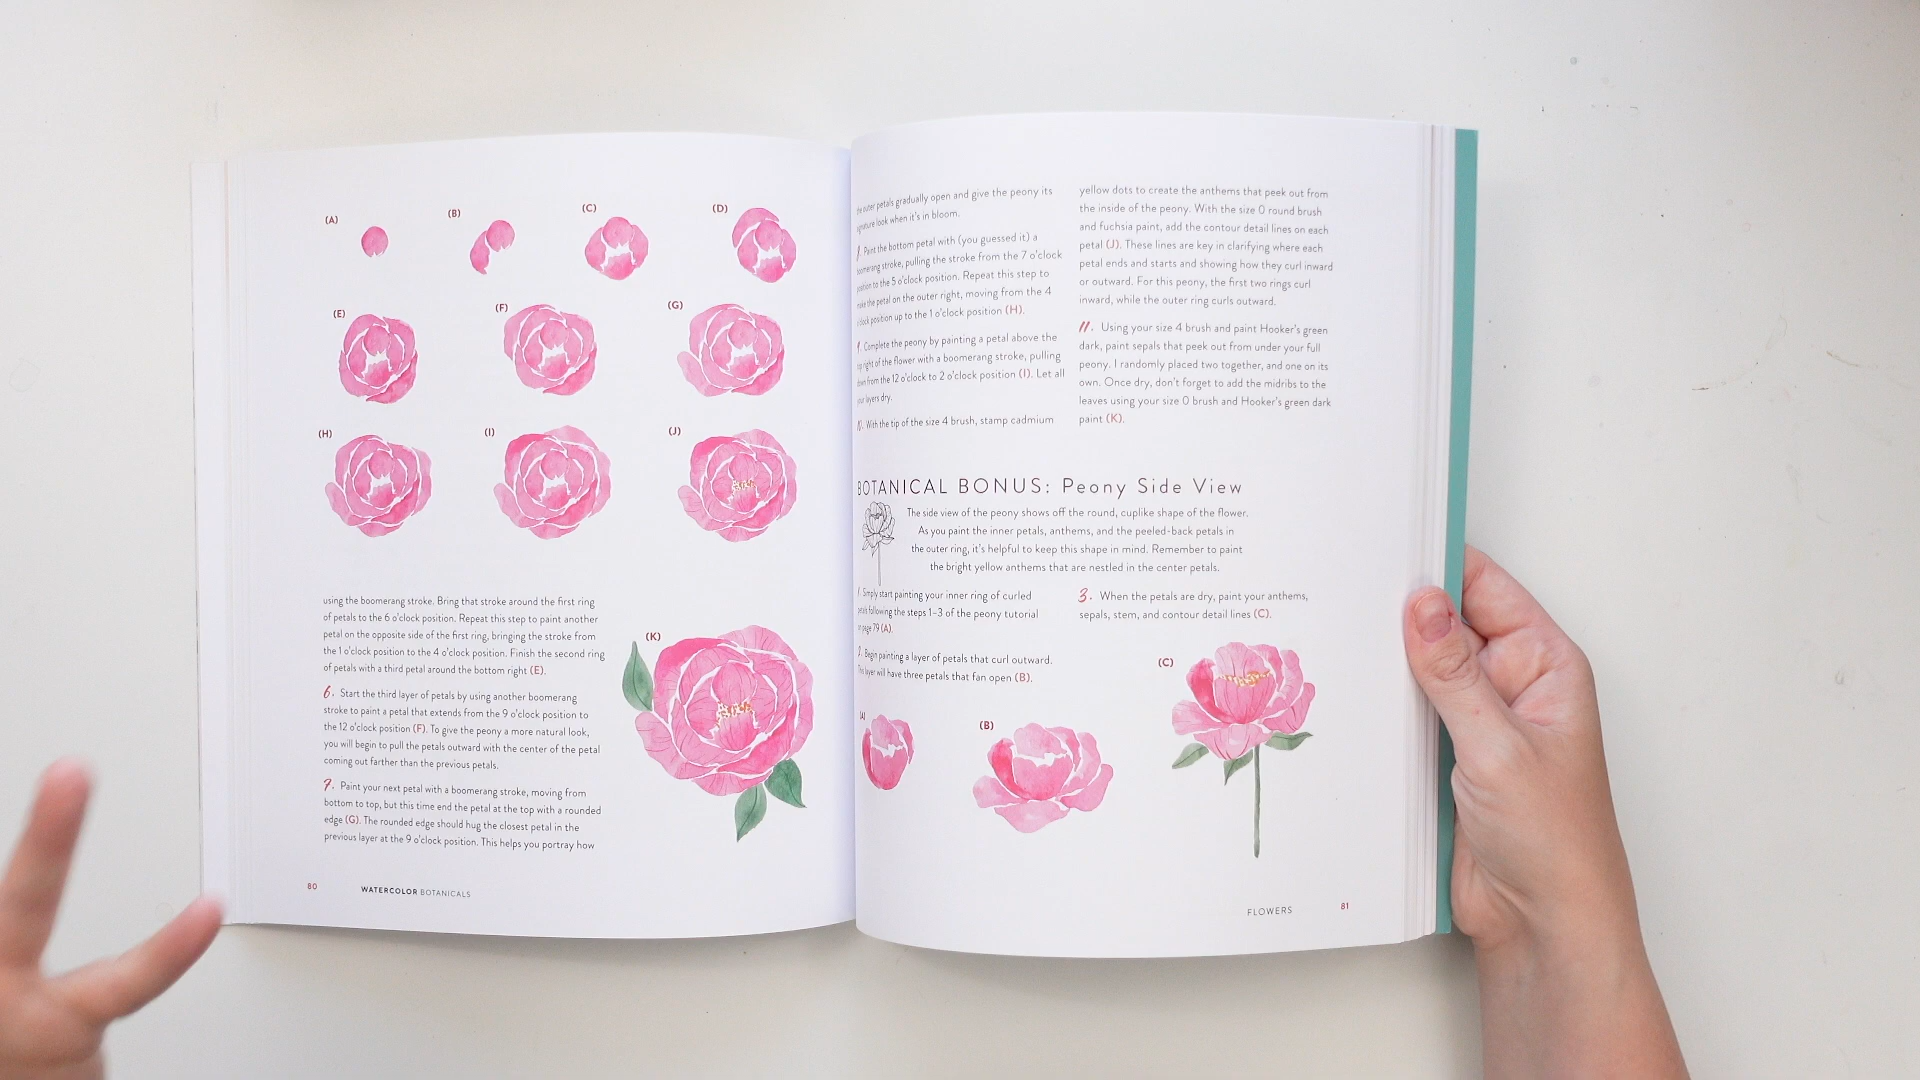 (A)
(B)
(C)
(D)
(E)
(F)
(G)
(H)
(I)
(J)
using the boomerang stroke. Bring that stroke around the first ring
of petals to the 6 o'clock position. Repeat this step to paint another
petal on the opposite side of the first ring, bringing the stroke from
the 1 o'clock position to the 4 o'clock position. Finish the second ring
of petals with a third petal around the bottom right (E).
6. Start the third layer of petals by using another boomerang
stroke to paint a petal that extends from the 9 o'clock position to
the 12 o'clock position (F). To give the peony a more natural look,
you will begin to pull the petals outward with the center of the petal
coming out farther than the previous petals.
7. Paint your next petal with a boomerang stroke, moving from
bottom to top, but this time end the petal at the top with a rounded
edge (G). The rounded edge should hug the closest petal in the
previous layer at the 9 o'clock position. This helps you portray how
(K)
80
WATERCOLOR BOTANICALS
the outer petals gradually open and give the peony its
signature look when it's in bloom.
Paint the bottom petal with (you guessed it) a
boomerang stroke, pulling the stroke from the 7 o'clock
position to the 5 o'clock position. Repeat this step to
make the petal on the outer right, moving from the 4
o'clock position up to the 1 o'clock position (H).
Complete the peony by painting a petal above the
top right of the flower with a boomerang stroke, pulling
down from the 12 o'clock to 2 o'clock position (I). Let all
your layers dry.
10. With the tip of the size 4 brush, stamp cadmium
yellow dots to create the anthems that peek out from
the inside of the peony. With the size 0 round brush
and fuchsia paint, add the contour detail lines on each
petal (J). These lines are key in clarifying where each
petal ends and starts and showing how they curl inward
or outward. For this peony, the first two rings curl
inward, while the outer ring curls outward.
11. Using your size 4 brush and paint Hooker's green
dark, paint sepals that peek out from under your full
peony. I randomly placed two together, and one on its
own. Once dry, don't forget to add the midribs to the
leaves using your size 0 brush and Hooker's green dark
paint (K).
BOTANICAL BONUS: Peony Side View
The side view of the peony shows off the round, cuplike shape of the flower.
As you paint the inner petals, anthems, and the peeled-back petals in
the outer ring, it's helpful to keep this shape in mind. Remember to paint
the bright yellow anthems that are nestled in the center petals.
1. Simply start painting your inner ring of curled
petals following the steps 1–3 of the peony tutorial
on page 79 (A).
2. Begin painting a layer of petals that curl outward.
This layer will have three petals that fan open (B).
3. When the petals are dry, paint your anthems,
sepals, stem, and contour detail lines (C).
(A)
(B)
(C)
FLOWERS
81